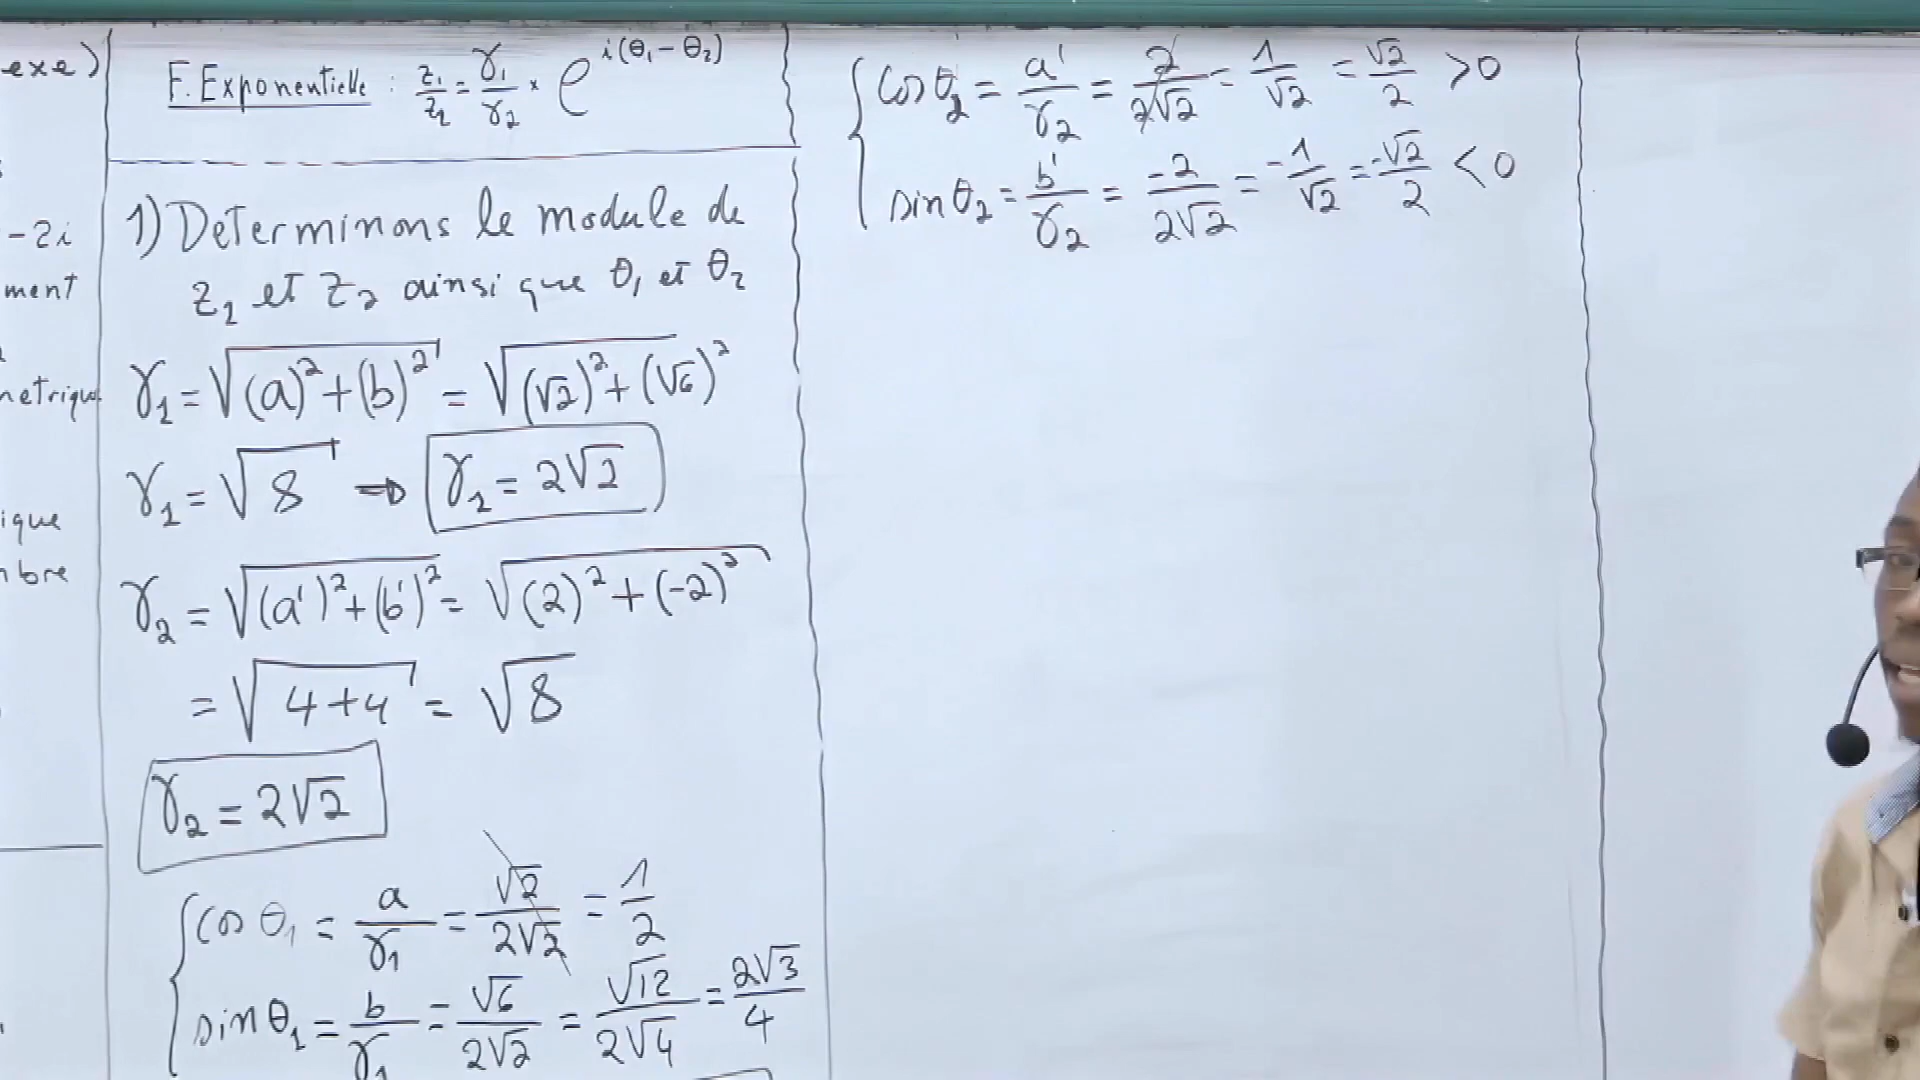 exe)
-2i
ment
netrique
ique
mbre
F. Exponentielle : z₁/z₂ = r₁/r₂ × e^{i(θ₁ - θ₂)}
1) Determinons le module de
z₁ et z₂ ainsi que θ₁ et θ₂
r₁ = √((a)² + (b)²) = √((√2)² + (√6)²)
r₁ = √8 → r₁ = 2√2
r₂ = √((a')² + (b')²) = √((2)² + (-2)²)
= √(4+4) = √8
r₂ = 2√2
cos θ₁ = a/r₁ = √2/2√2 = 1/2
sin θ₁ = b/r₁ = √6/2√2 = √12/2√4 = 2√3/4
cos θ₂ = a'/r₂ = 2/2√2 = 1/√2 = √2/2 > 0
sin θ₂ = b'/r₂ = -2/2√2 = -1/√2 = -√2/2 < 0